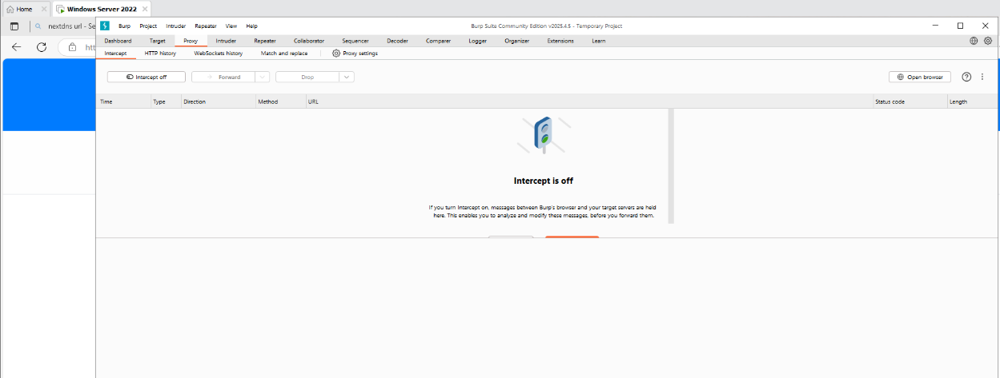 Home
Windows Server 2022
nextdns url - Se
Burp Project Intruder Repeater View Help
Burp Suite Community Edition v2025.4.5 - Temporary Project
Dashboard Target Proxy Intruder Repeater Collaborator Sequencer Decoder Comparer Logger Organizer Extensions Learn
htt
Intercept HTTP history WebSockets history Match and replace Proxy settings
Intercept off Forward Drop Open browser
Time Type Direction Method URL Status code Length
Intercept is off
If you turn Intercept on, messages between Burp's browser and your target servers are held
here. This enables you to analyze and modify these messages, before you forward them.